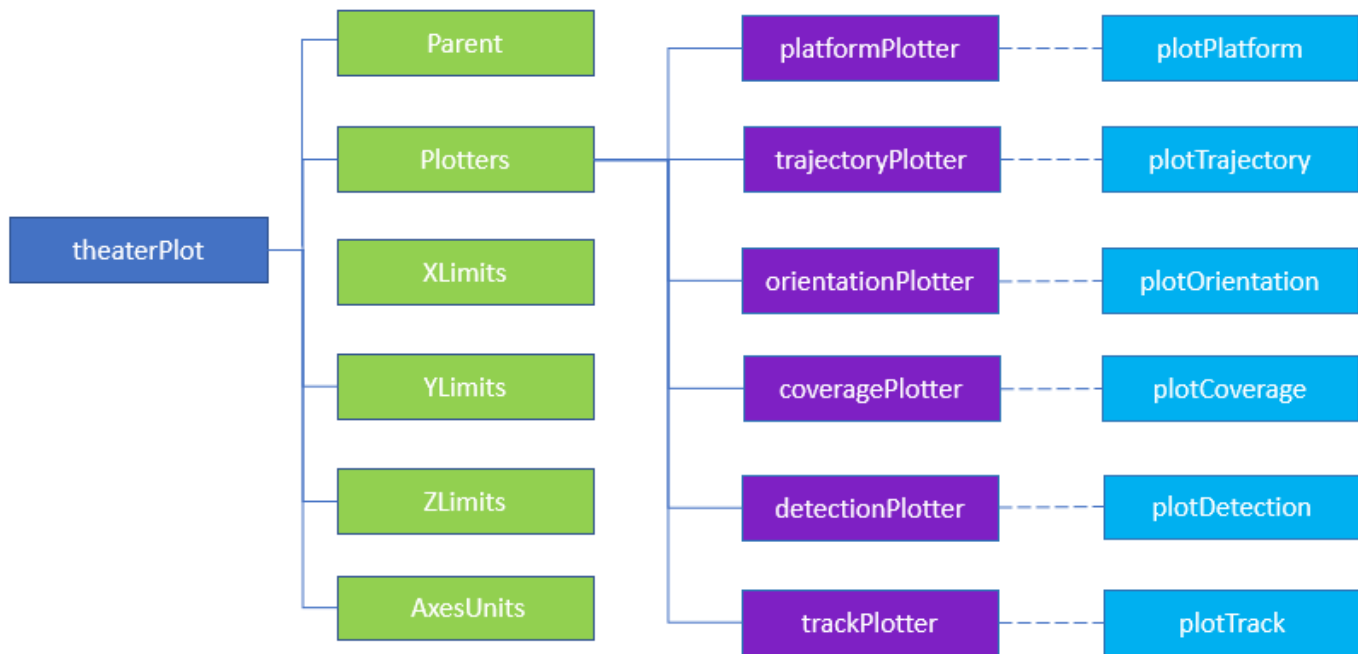 theaterPlot
Parent
Plotters
XLimits
YLimits
ZLimits
AxesUnits
platformPlotter
trajectoryPlotter
orientationPlotter
coveragePlotter
detectionPlotter
trackPlotter
plotPlatform
plotTrajectory
plotOrientation
plotCoverage
plotDetection
plotTrack